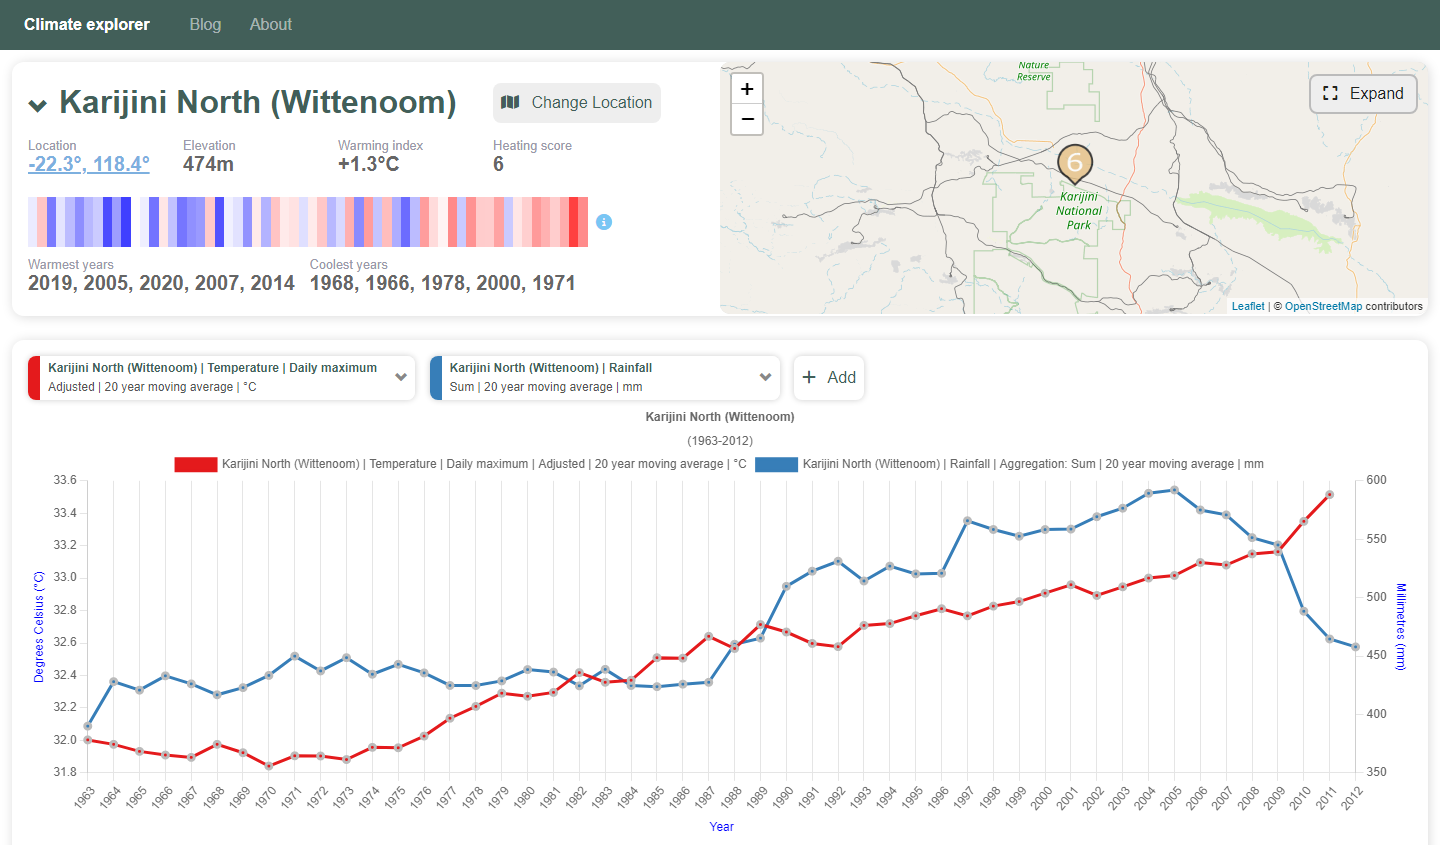 Climate explorer Blog About
Karijini North (Wittenoom) Change Location
Location Elevation Warming index Heating score
-22.3°, 118.4° 474m +1.3°C 6
Warmest years Coolest years
2019, 2005, 2020, 2007, 2014 1968, 1966, 1978, 2000, 1971
+
−
Nature
Reserve
Expand
6
Karijini
National
Park
Leaflet | © OpenStreetMap contributors
Karijini North (Wittenoom) | Temperature | Daily maximum
Adjusted | 20 year moving average | °C
Karijini North (Wittenoom) | Rainfall
Sum | 20 year moving average | mm
+ Add
Karijini North (Wittenoom)
(1963-2012)
Karijini North (Wittenoom) | Temperature | Daily maximum | Adjusted | 20 year moving average | °C
Karijini North (Wittenoom) | Rainfall | Aggregation: Sum | 20 year moving average | mm
Degrees Celsius (°C)
33.6
33.4
33.2
33.0
32.8
32.6
32.4
32.2
32.0
31.8
600
550
500
450
400
350
Millimetres (mm)
1963 1964 1965 1966 1967 1968 1969 1970 1971 1972 1973 1974 1975 1976 1977 1978 1979 1980 1981 1982 1983 1984 1985 1986 1987 1988 1989 1990 1991 1992 1993 1994 1995 1996 1997 1998 1999 2000 2001 2002 2003 2004 2005 2006 2007 2008 2009 2010 2011 2012
Year